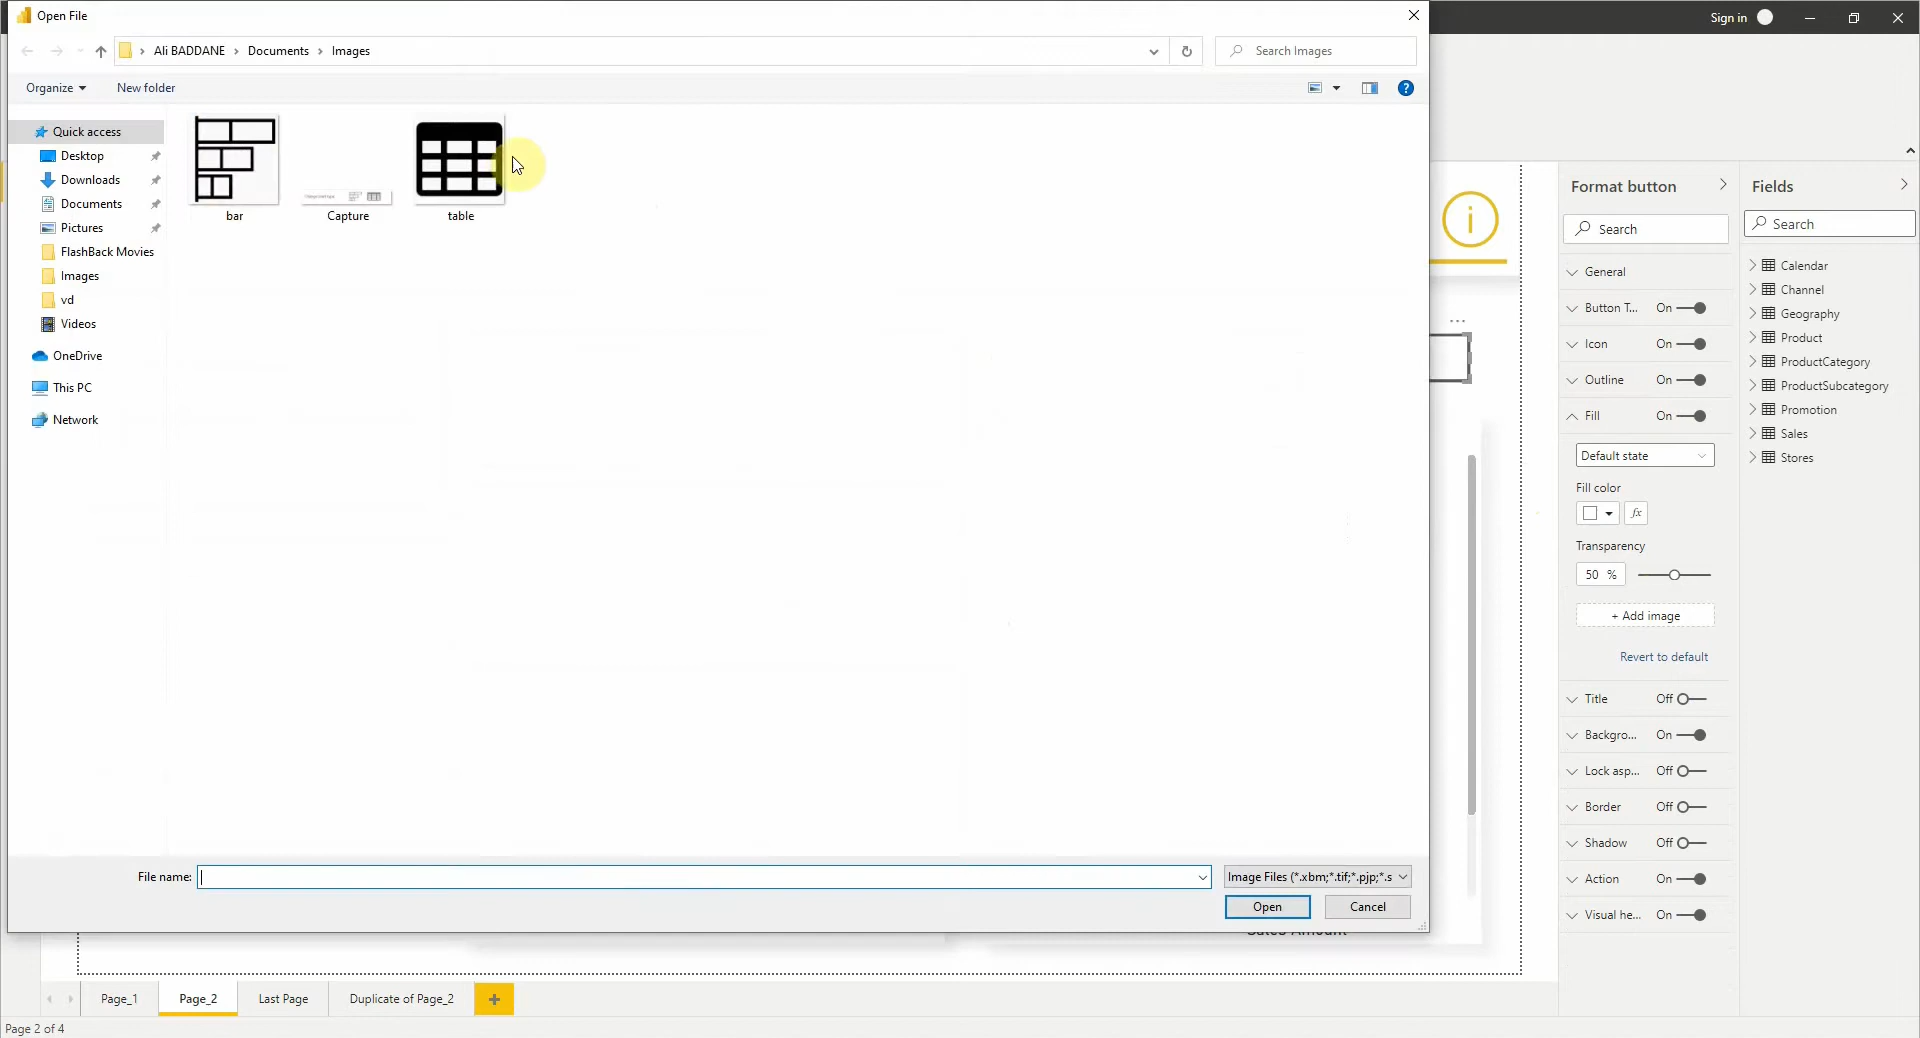 Open File
Sign in
Ali BADDANE
Documents
Images
Search Images
Organize
New folder
Quick access
Desktop
Downloads
Documents
Pictures
FlashBack Movies
Images
vd
Videos
OneDrive
This PC
Network
bar
Capture
table
File name:
Image Files (*.xbm;*.tif;*.pjp;*.s
Open
Cancel
Format button
Search
General
Button T... On
Icon On
Outline On
Fill On
Default state
Fill color
fx
Transparency
50 %
+ Add image
Revert to default
Title Off
Backgro... On
Lock asp... Off
Border Off
Shadow Off
Action On
Visual he... On
Fields
Search
Calendar
Channel
Geography
Product
ProductCategory
ProductSubcategory
Promotion
Sales
Stores
Sales Amount
Page_1
Page_2
Last Page
Duplicate of Page_2
Page 2 of 4